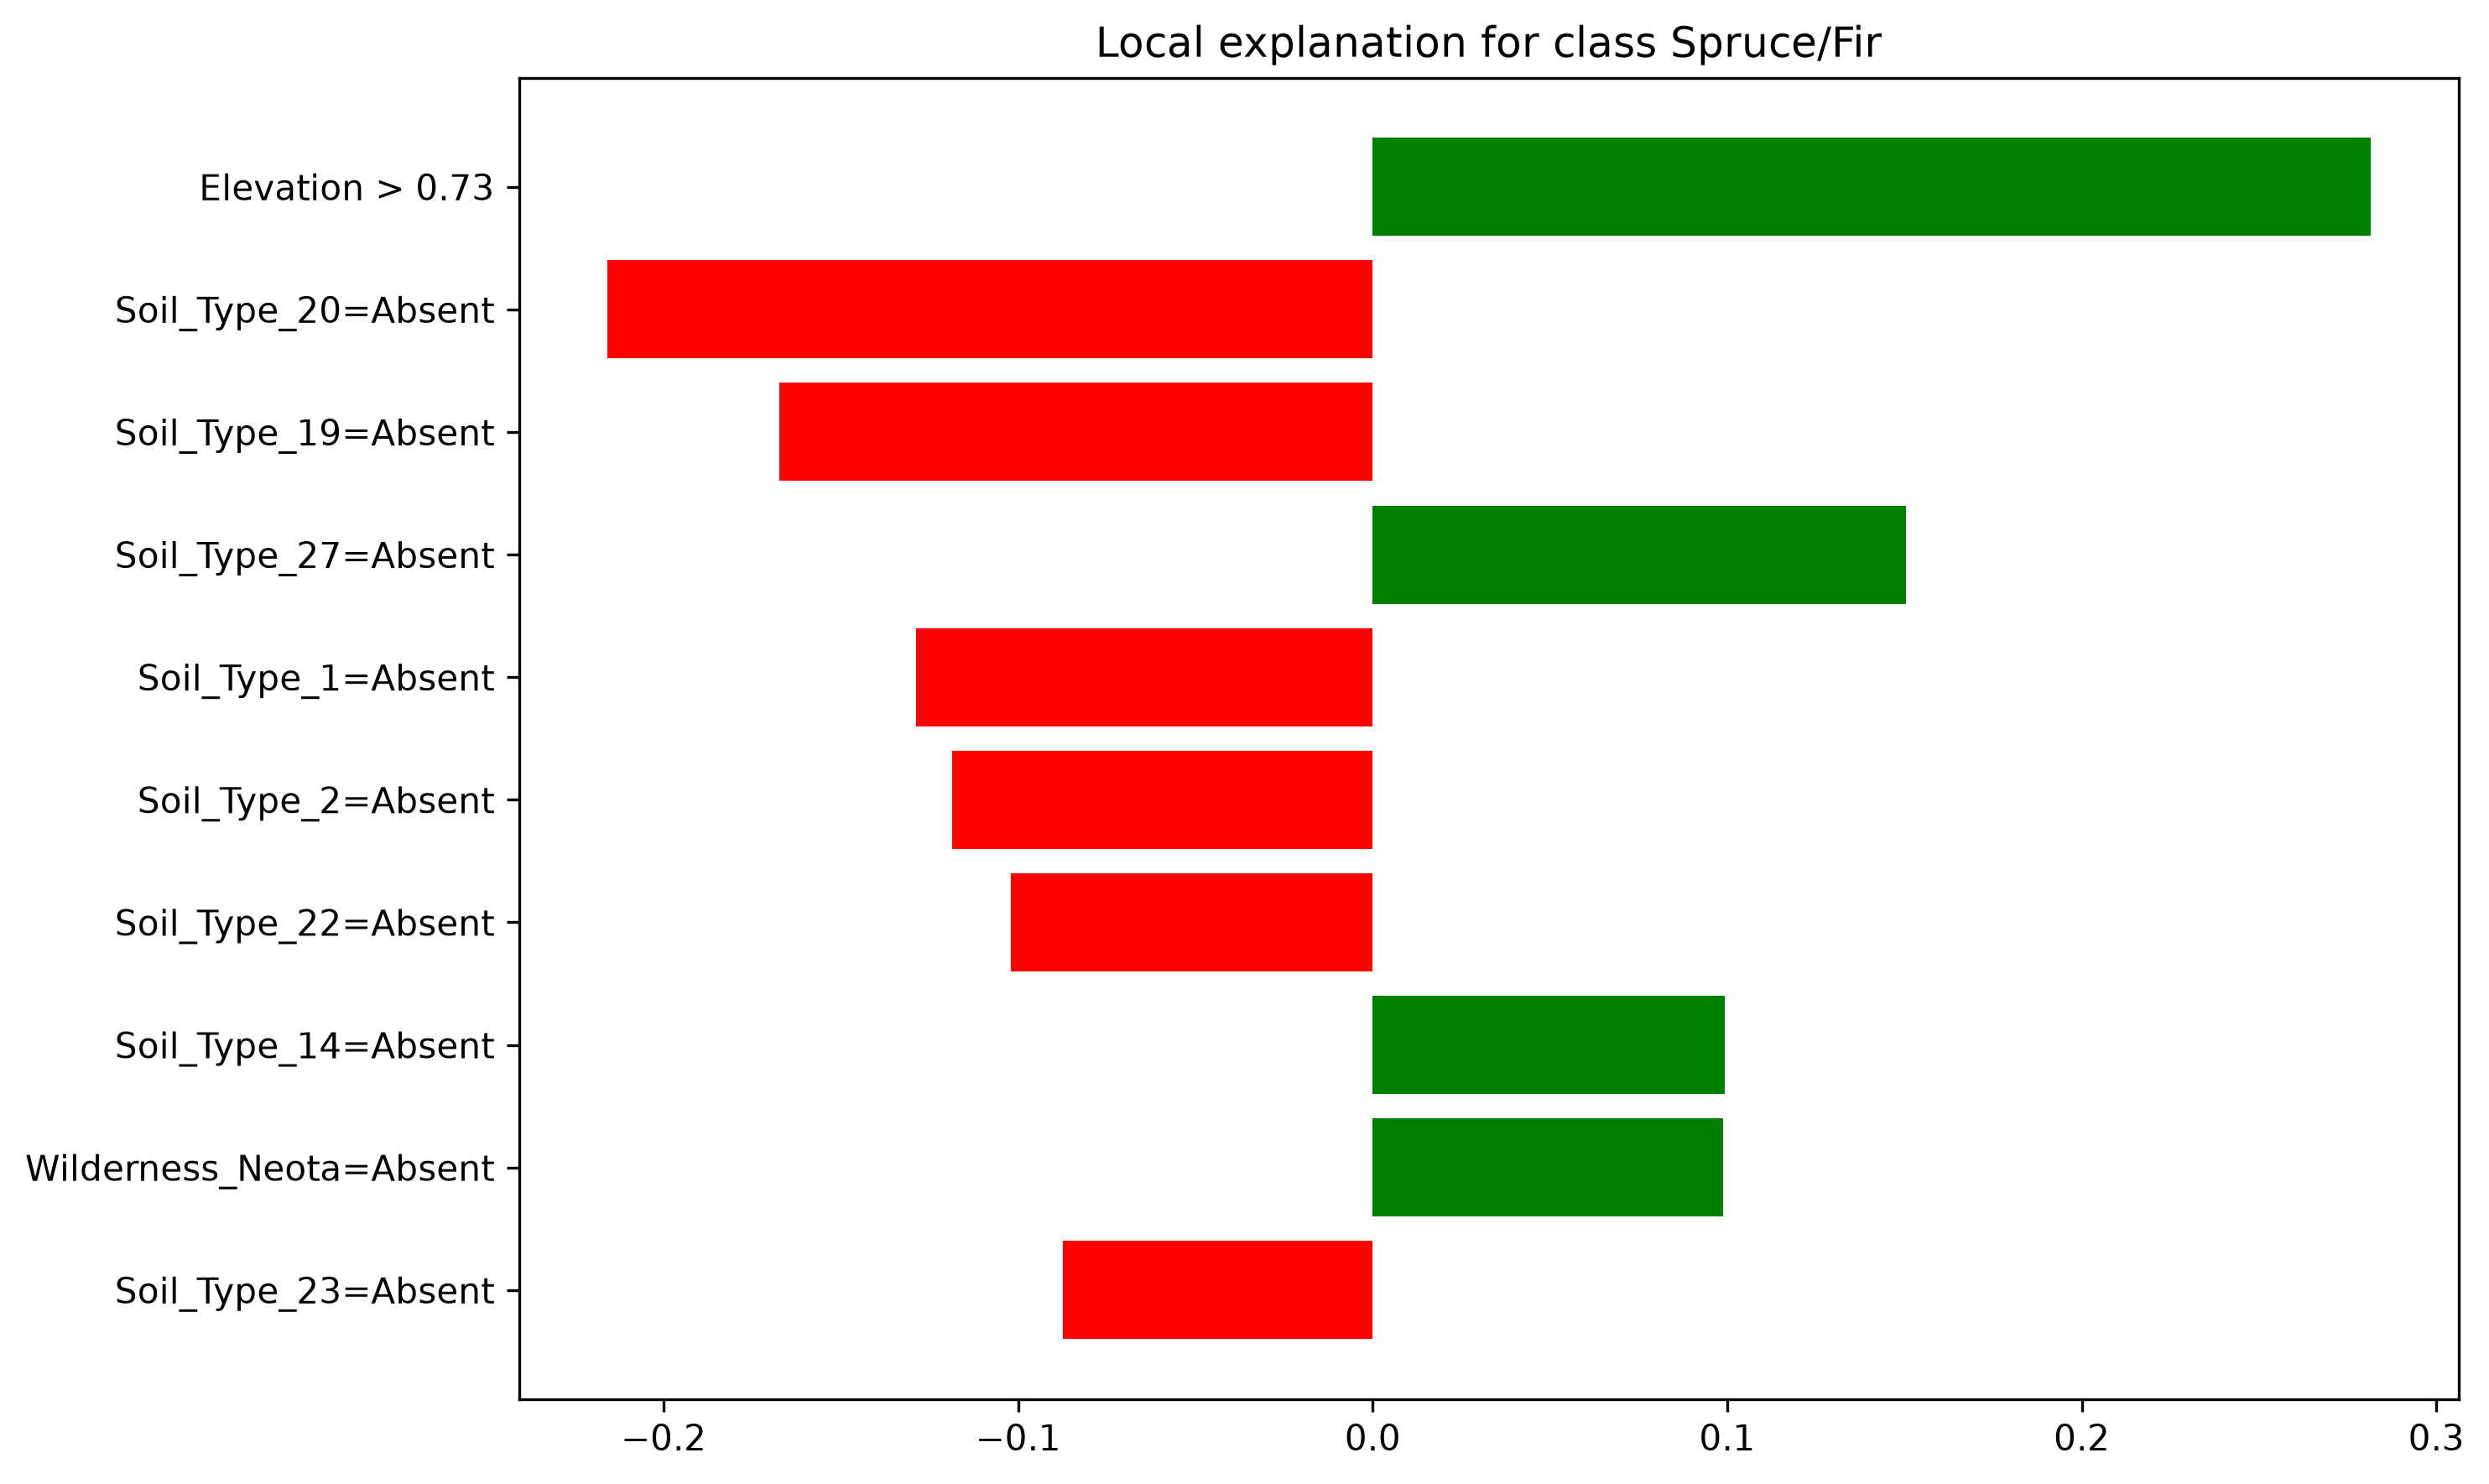 Local explanation for class Spruce/Fir
Elevation > 0.73
Soil_Type_20=Absent
Soil_Type_19=Absent
Soil_Type_27=Absent
Soil_Type_1=Absent
Soil_Type_2=Absent
Soil_Type_22=Absent
Soil_Type_14=Absent
Wilderness_Neota=Absent
Soil_Type_23=Absent
−0.2 −0.1 0.0 0.1 0.2 0.3